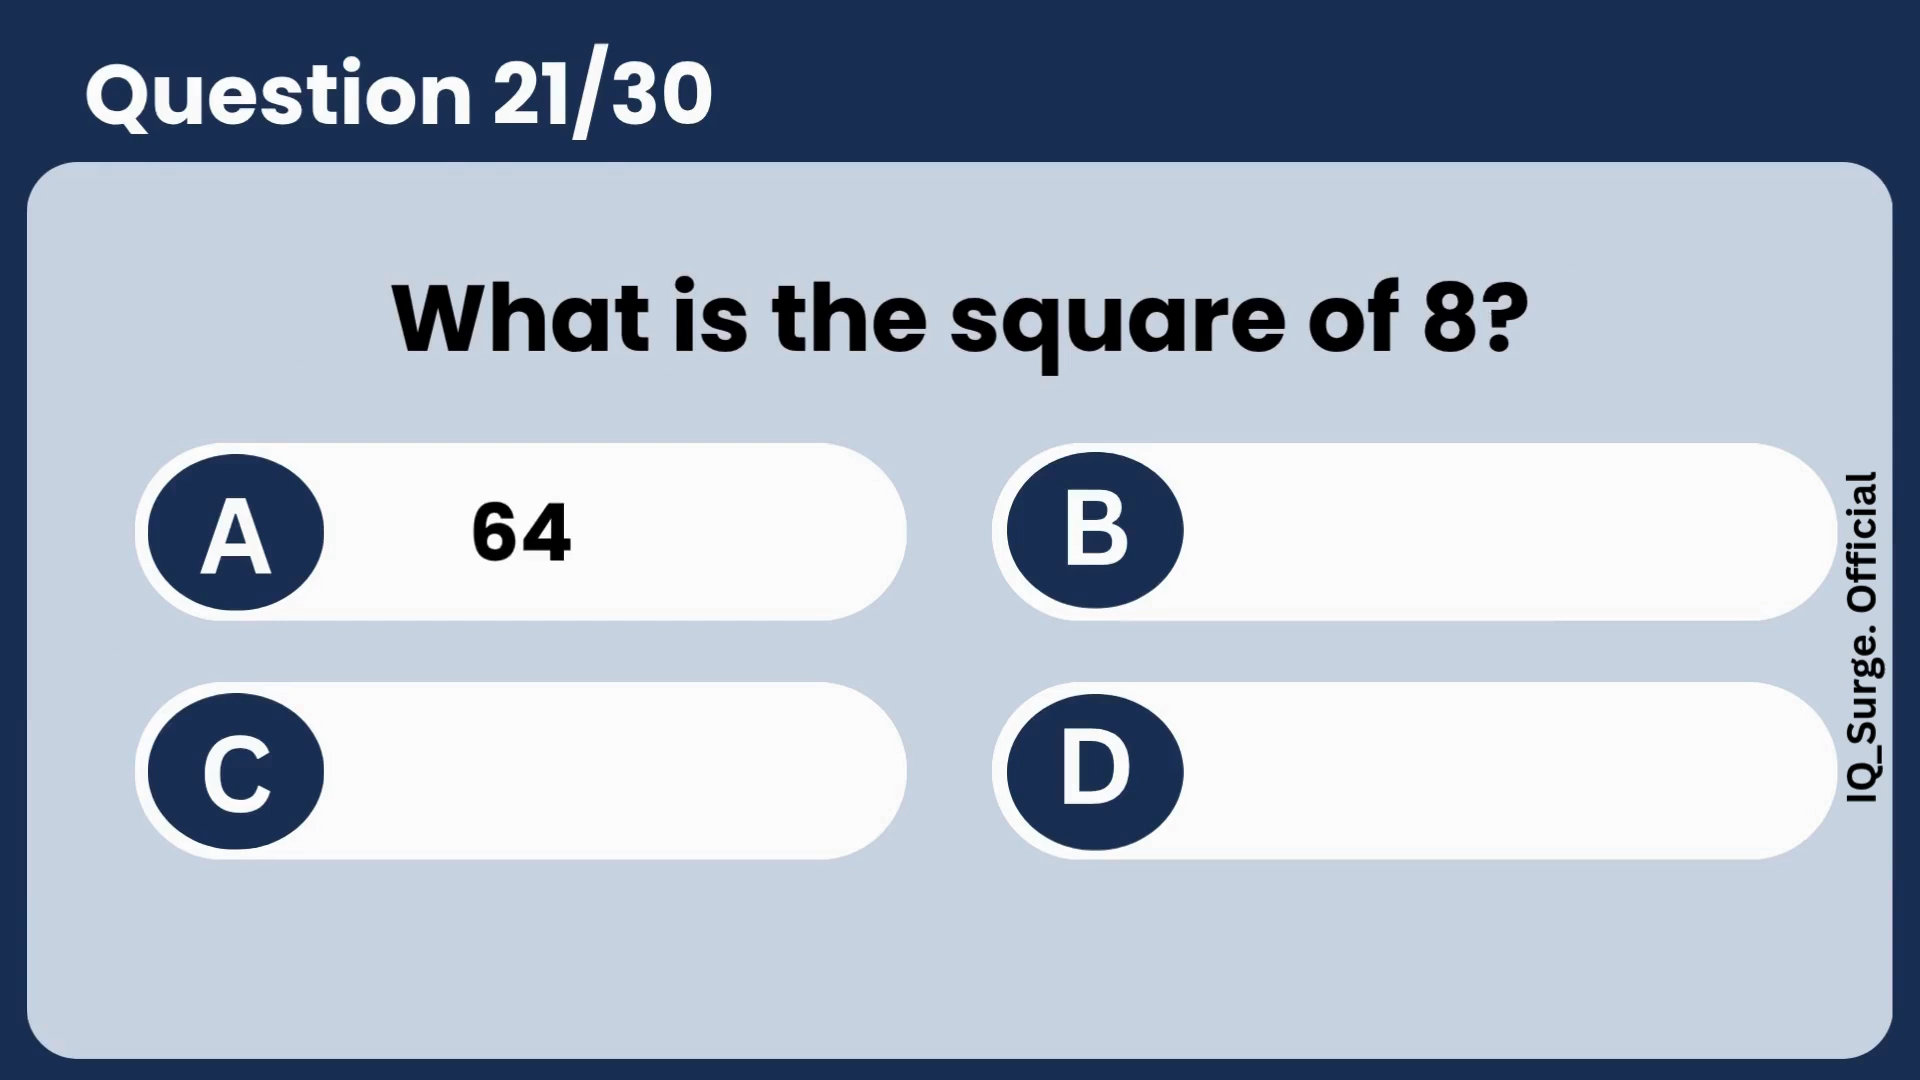 Question 21/30
What is the square of 8?
A 64
B
C
D
IQ_Surge. Official